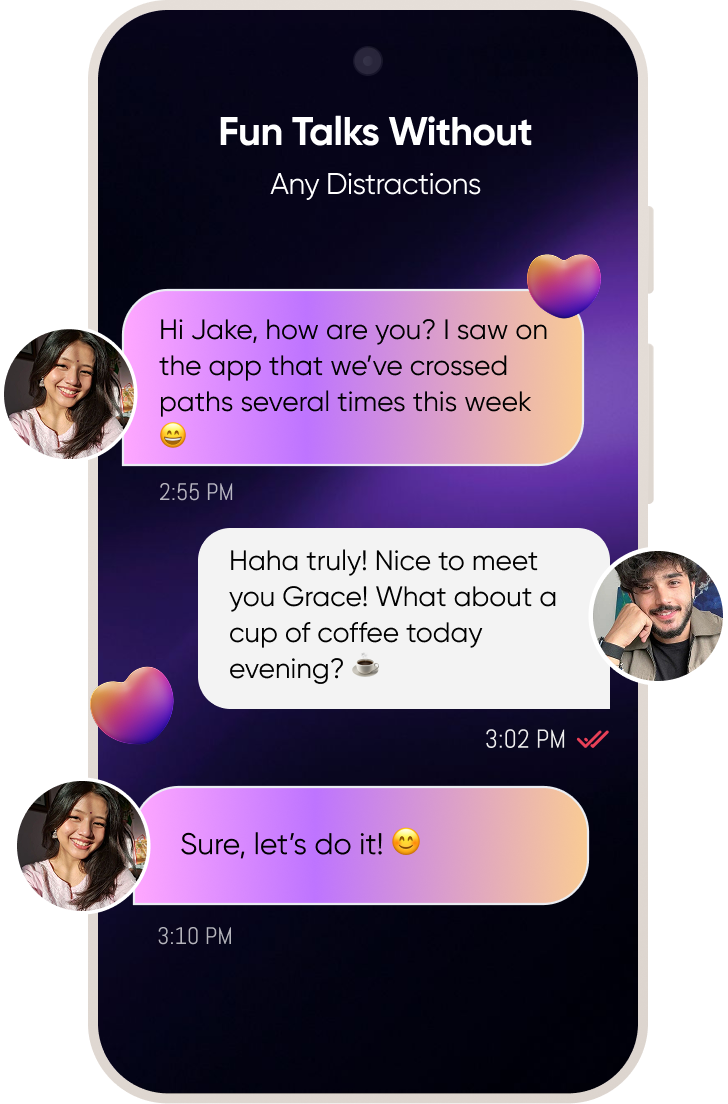 Fun Talks Without
Any Distractions
Hi Jake, how are you? I saw on
the app that we’ve crossed
paths several times this week
😄
2:55 PM
Haha truly! Nice to meet
you Grace! What about a
cup of coffee today
evening? ☕
3:02 PM
Sure, let’s do it! 😊
3:10 PM